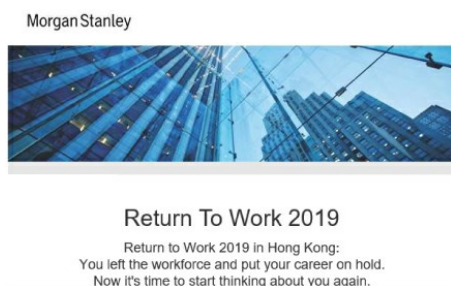 Morgan Stanley
Return To Work 2019
Return to Work 2019 in Hong Kong:
You left the workforce and put your career on hold.
Now it's time to start thinking about you again.